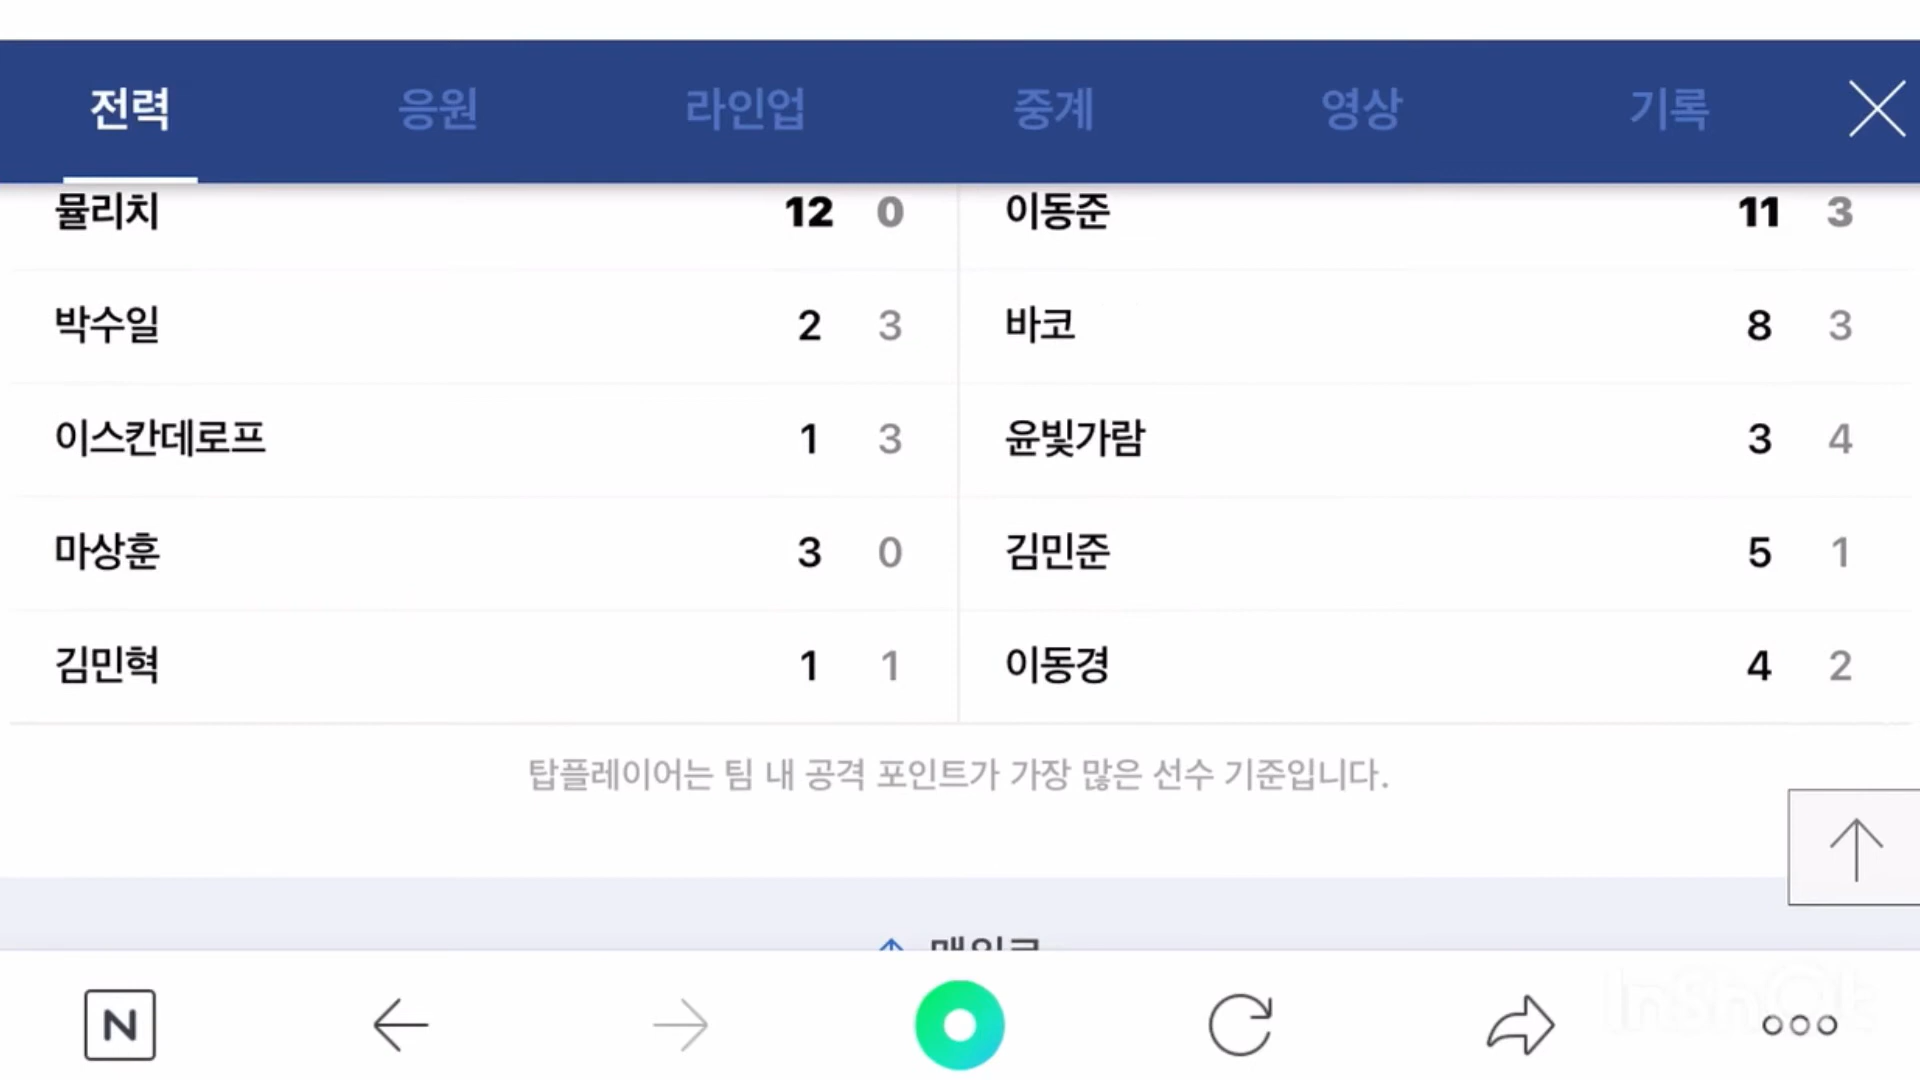 전력 응원 라인업 중계 영상 기록
뮬리치 12 0 이동준 11 3
박수일 2 3 바코 8 3
이스칸데로프 1 3 윤빛가람 3 4
마상훈 3 0 김민준 5 1
김민혁 1 1 이동경 4 2
탑플레이어는 팀 내 공격 포인트가 가장 많은 선수 기준입니다.
N
InShot